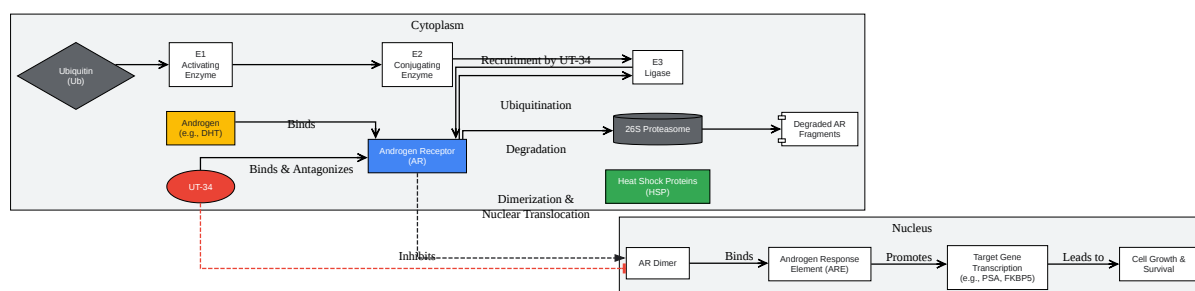 Cytoplasm
Ubiquitin
(Ub)
E1
Activating
Enzyme
E2
Conjugating
Enzyme
Recruitment by UT-34
E3
Ligase
Androgen
(e.g., DHT)
Binds
Ubiquitination
26S Proteasome
Degraded AR
Fragments
Androgen Receptor
(AR)
Degradation
Binds & Antagonizes
UT-34
Heat Shock Proteins
(HSP)
Dimerization &
Nuclear Translocation
Nucleus
Inhibits
AR Dimer
Binds
Androgen Response
Element (ARE)
Promotes
Target Gene
Transcription
(e.g., PSA, FKBP5)
Leads to
Cell Growth &
Survival